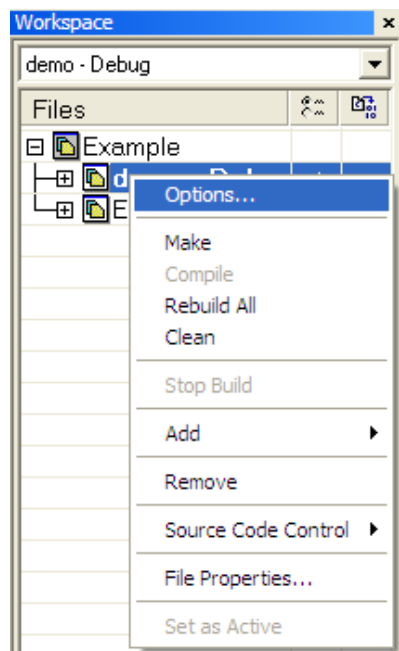 Workspace
demo - Debug
Files
Example
d
E
Options...
Make
Compile
Rebuild All
Clean
Stop Build
Add
Remove
Source Code Control
File Properties...
Set as Active